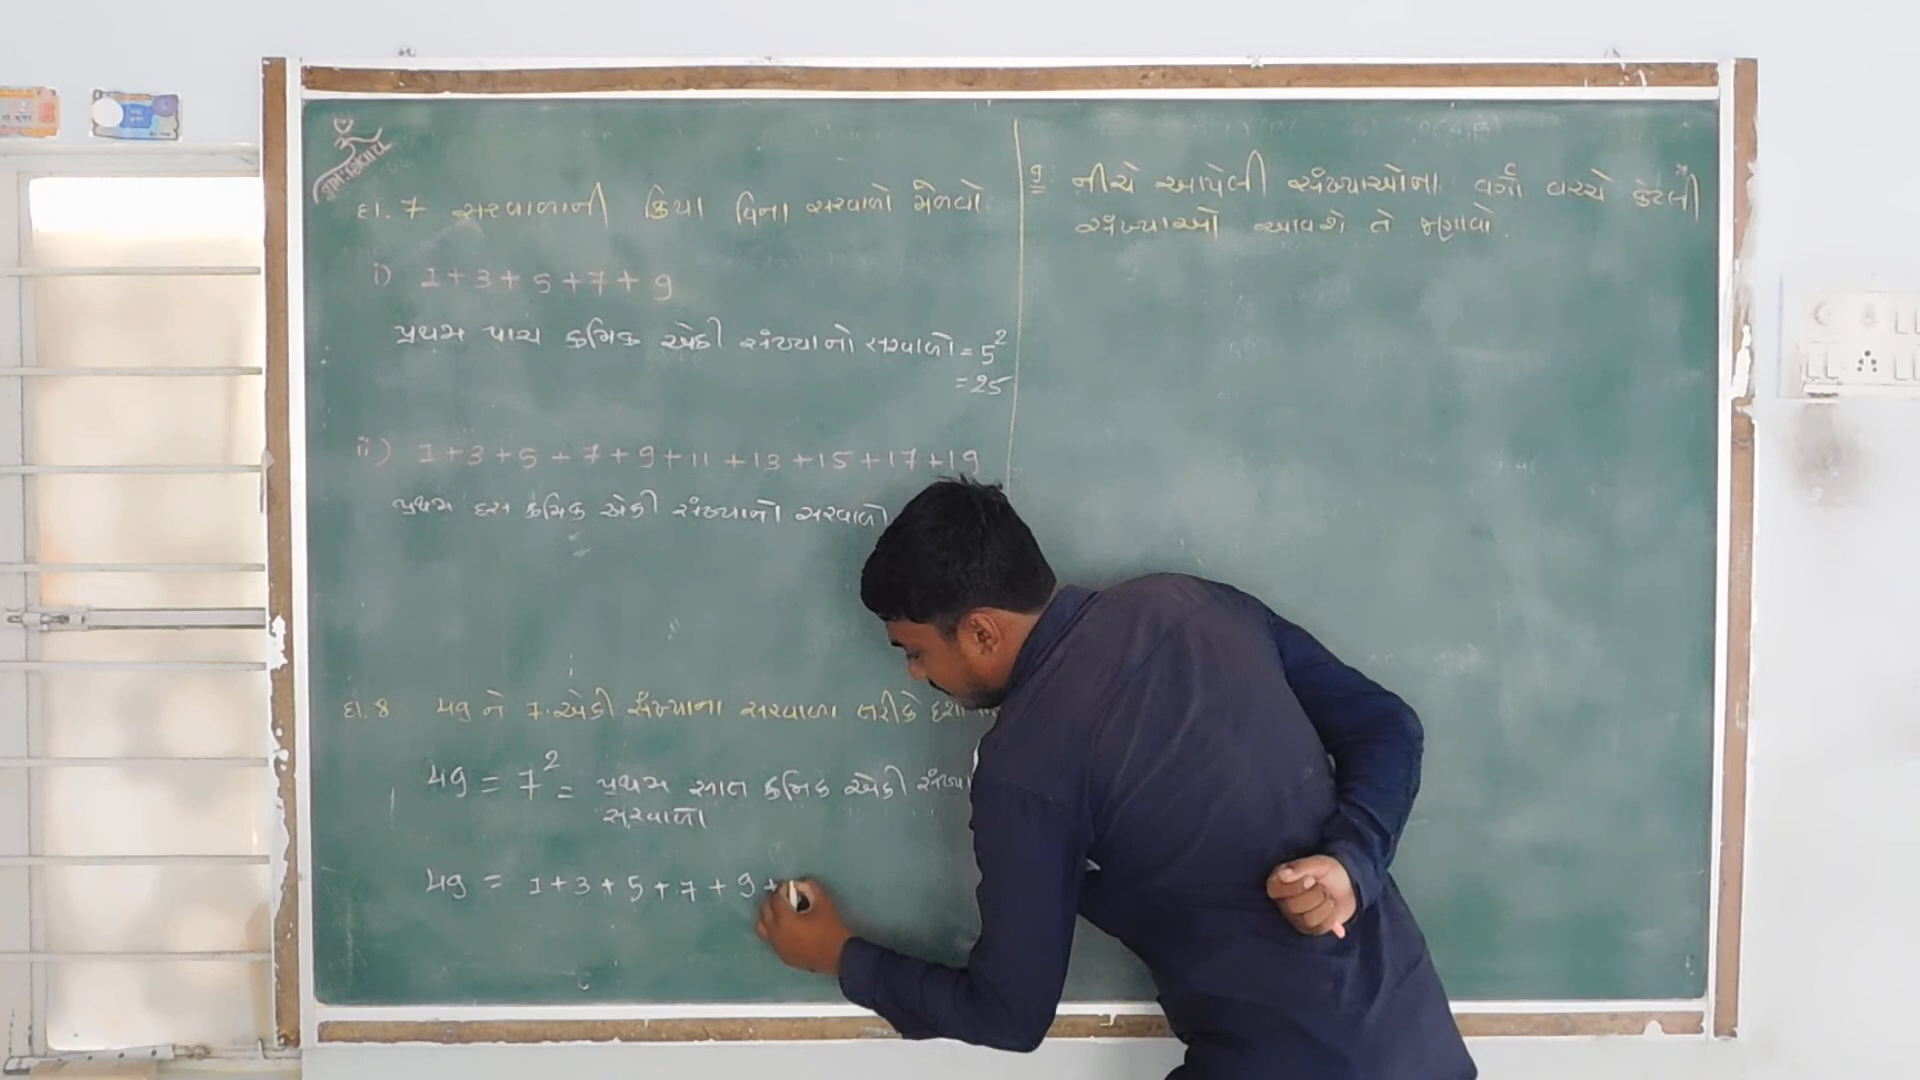 દા. 7 સરવાળાની ક્રિયા વિના સરવાળો મેળવો.
i) 1+3+5+7+9
પ્રથમ પાચ ક્રમિક એકી સંખ્યાનો સરવાળો = 5²
= 25
ii) 1+3+5+7+9+11+13+15+17+19
પ્રથમ દસ ક્રમિક એકી સંખ્યાનો સરવાળો
દા. 8 49 ને 7 એકી સંખ્યાના સરવાળા તરીકે
49 = 7² = પ્રથમ સાત ક્રમિક એકી
સરવાળો
49 = 1+3+5+7+9+
9 નીચે આપેલી સંખ્યાઓના વર્ગો વચ્ચે કેટલી
સંખ્યાઓ આવશે તે જણાવો.